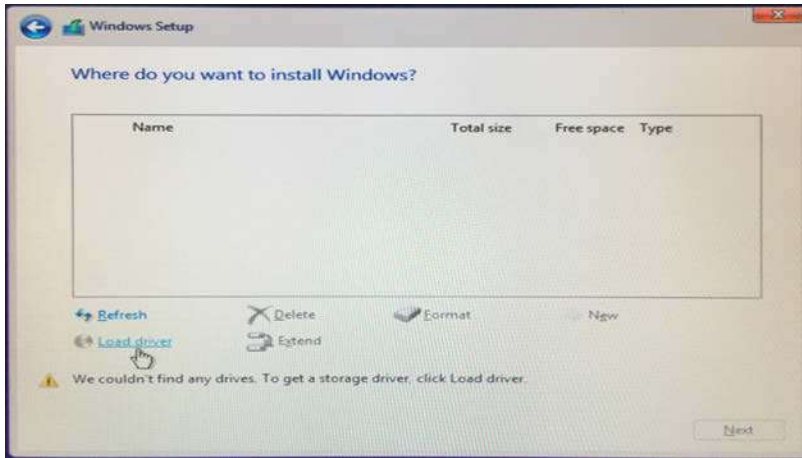 Windows Setup
Where do you want to install Windows?
Name Total size Free space Type
Refresh Delete Format New
Load driver Extend
We couldn't find any drives. To get a storage driver, click Load driver.
Next